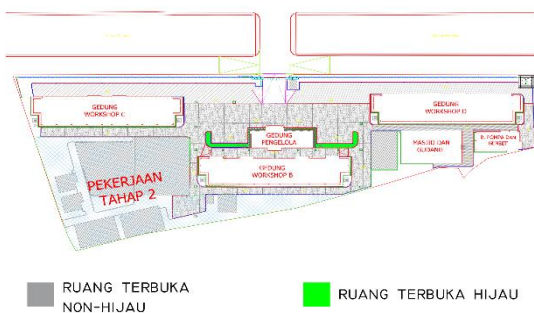 GEDUNG
WORKSHOP C
GEDUNG
WORKSHOP D
GEDUNG
PENGELOLA
MASJID DAN
GUDANG
GEDUNG
WORKSHOP B
PEKERJAAN
TAHAP 2
RUANG TERBUKA
NON-HIJAU
RUANG TERBUKA HIJAU